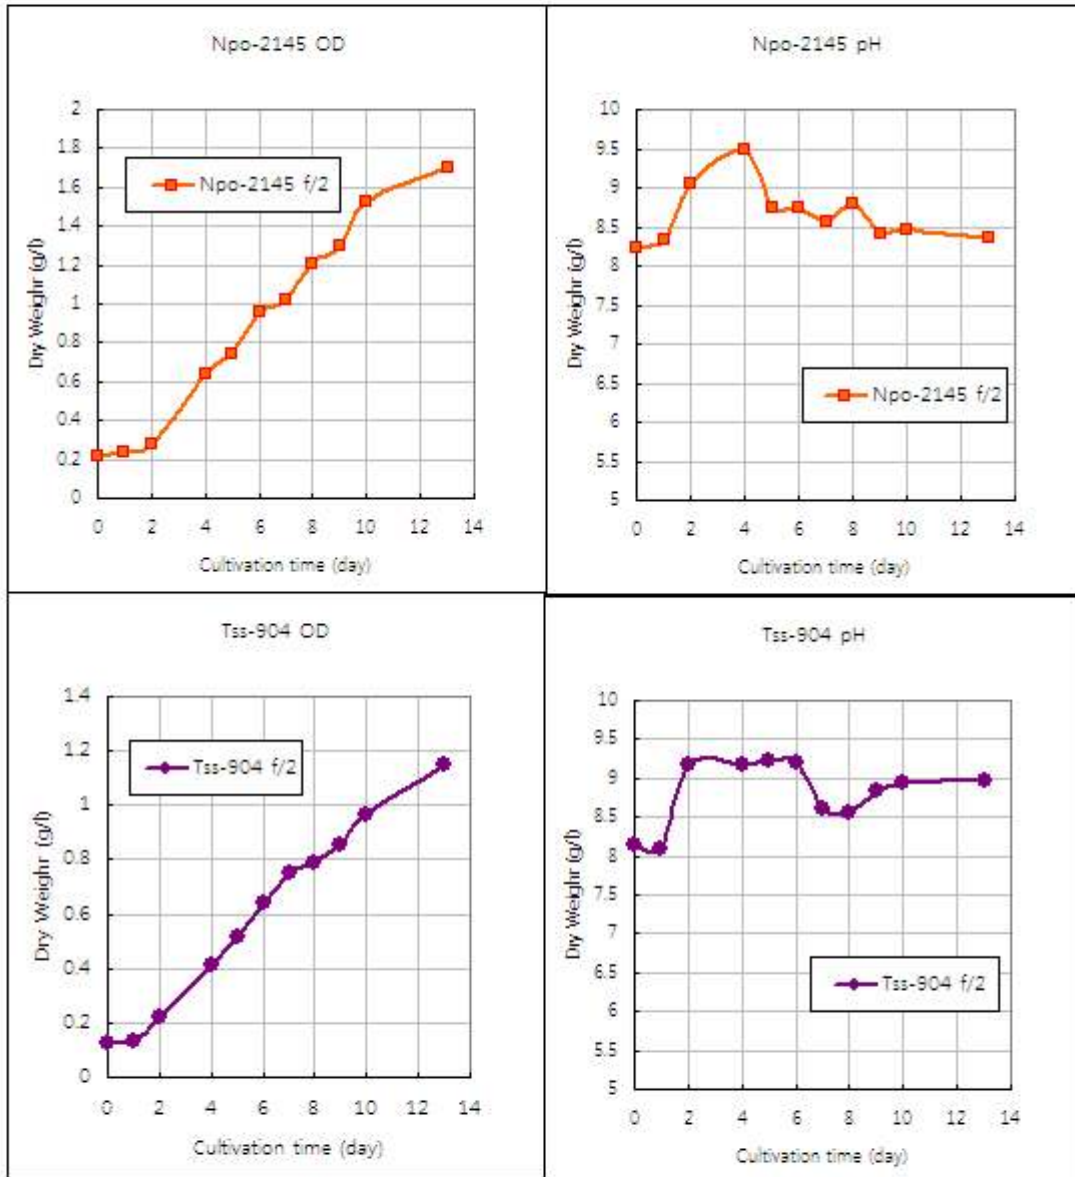 Npo-2145 OD
2
1.8
1.6
1.4
1.2
1
0.8
0.6
0.4
0.2
0
Npo-2145 f/2
Dry Weighr (g/l)
0 2 4 6 8 10 12 14
Cultivation time (day)
Npo-2145 pH
10
9.5
9
8.5
8
7.5
7
6.5
6
5.5
5
Npo-2145 f/2
Dry Weighr (g/l)
0 2 4 6 8 10 12 14
Cultivation time (day)
Tss-904 OD
1.4
1.2
1
0.8
0.6
0.4
0.2
0
Tss-904 f/2
Dry Weighr (g/l)
0 2 4 6 8 10 12 14
Cultivation time (day)
Tss-904 pH
10
9.5
9
8.5
8
7.5
7
6.5
6
5.5
5
Tss-904 f/2
Dry Weighr (g/l)
0 2 4 6 8 10 12 14
Cultivation time (day)